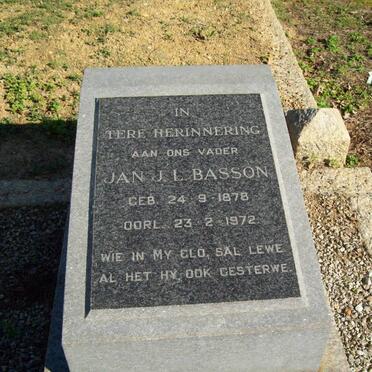 IN
TERE HERINNERING
AAN ONS VADER
JAN J. L. BASSON
GEB. 24-9-1878
OORL. 23-2-1972
WIE IN MY GLO, SAL LEWE
AL HET HY OOK GESTERWE.